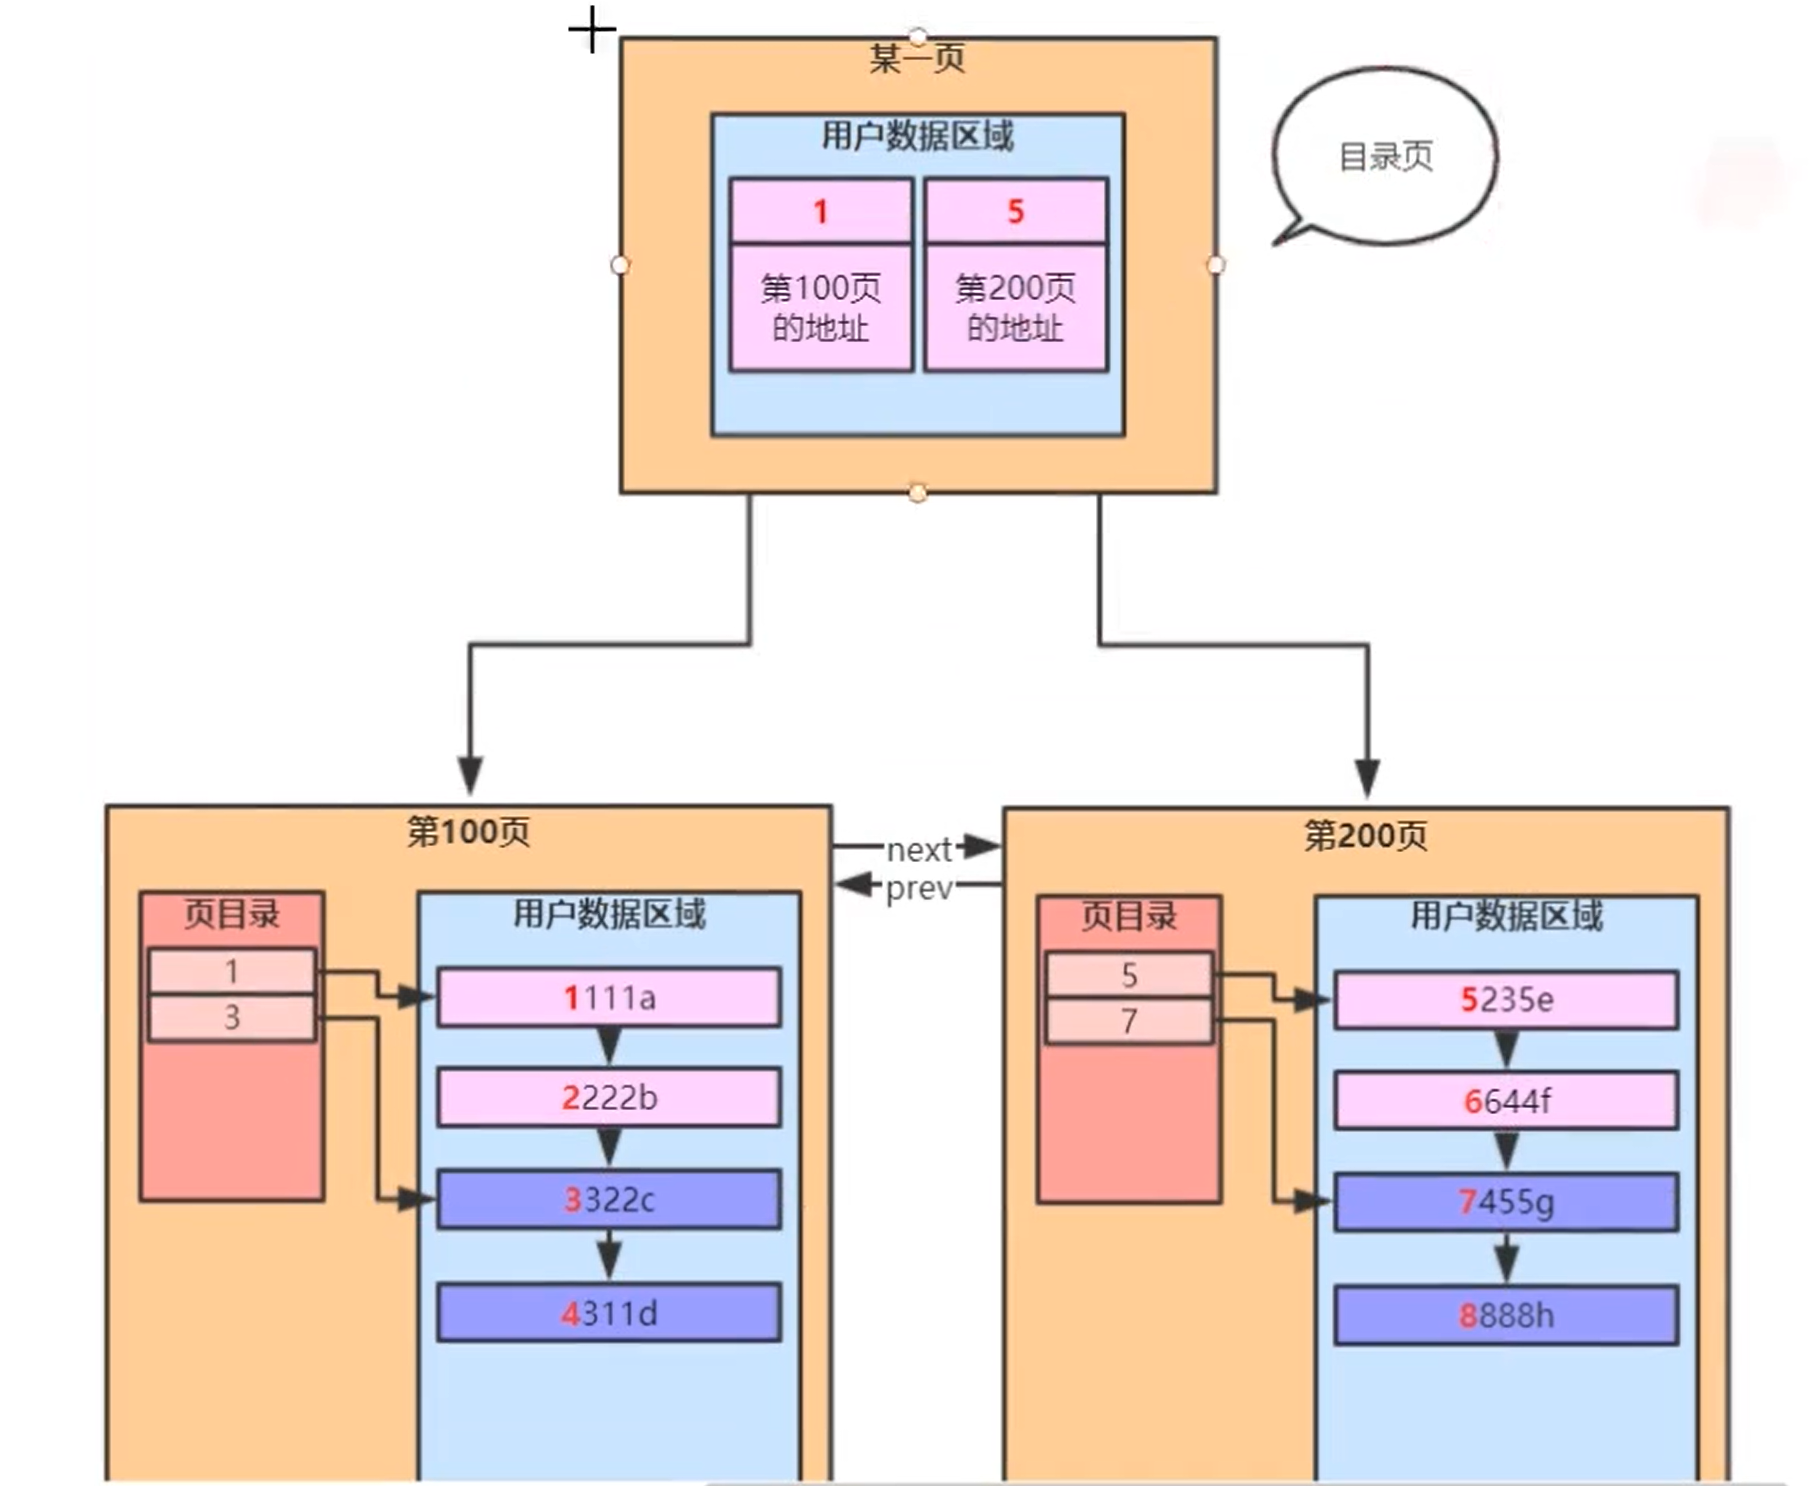 某一页
目录页
用户数据区域
1
5
第100页
的地址
第200页
的地址
第100页
next
prev
第200页
页目录
1
3
用户数据区域
1111a
2222b
3322c
4311d
页目录
5
7
用户数据区域
5235e
6644f
7455g
8888h